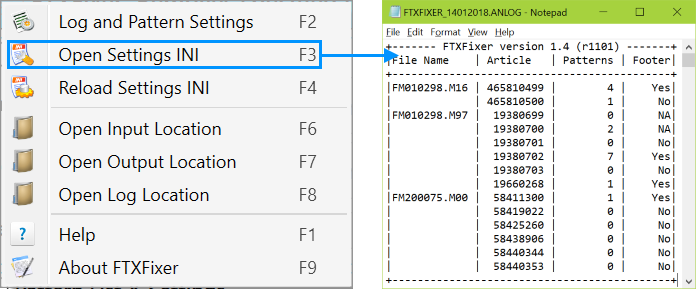 Log and Pattern Settings F2
Open Settings INI F3
Reload Settings INI F4
Open Input Location F6
Open Output Location F7
Open Log Location F8
? Help F1
About FTXFixer F9
FTXFIXER_14012018.ANLOG - Notepad
File Edit Format View Help
+------- FTXFixer version 1.4 (r1101) -------+
|File Name | Article | Patterns | Footer|
+--------------------------------------------+
|FM010298.M16 | 465810499 | 4 | Yes|
| | 465810500 | 1 | No|
|FM010298.M97 | 19380699 | 0 | NA|
| | 19380700 | 2 | NA|
| | 19380701 | 0 | No|
| | 19380702 | 7 | Yes|
| | 19380703 | 0 | No|
| | 19660268 | 1 | Yes|
|FM200075.M00 | 58411300 | 1 | Yes|
| | 58419022 | 0 | No|
| | 58425260 | 0 | No|
| | 58438906 | 0 | No|
| | 58440344 | 0 | No|
| | 58440353 | 0 | No|
+--------------------------------------------+